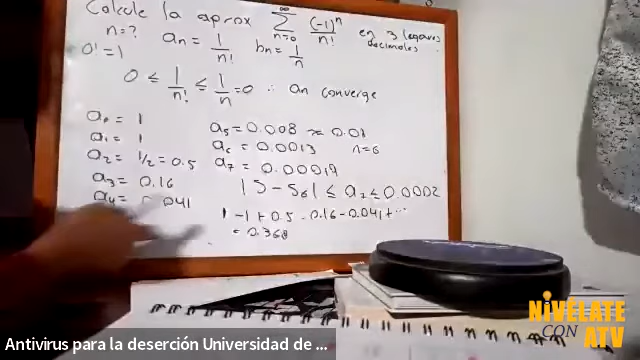 Calcule la aprox ∞Σn=0 (-1)^n/n! en 3 lugares decimales
n=? an = 1/n! bn = 1/n
0! = 1
0 ≤ 1/n! ≤ 1/n = 0 ∴ an converge
a0 = 1
a1 = 1
a2 = 1/2 = 0.5
a3 = 0.16
a4 = 0.041
a5 = 0.008 ≈ 0.01
a6 = 0.0013 n=6
a7 = 0.00019
|S - S6| ≤ a7 ≤ 0.0002
1 - 1 + 0.5 - 0.16 - 0.041 + ...
= 0.368
NIVÉLATE
CON ATV
Antivirus para la deserción Universidad de ...